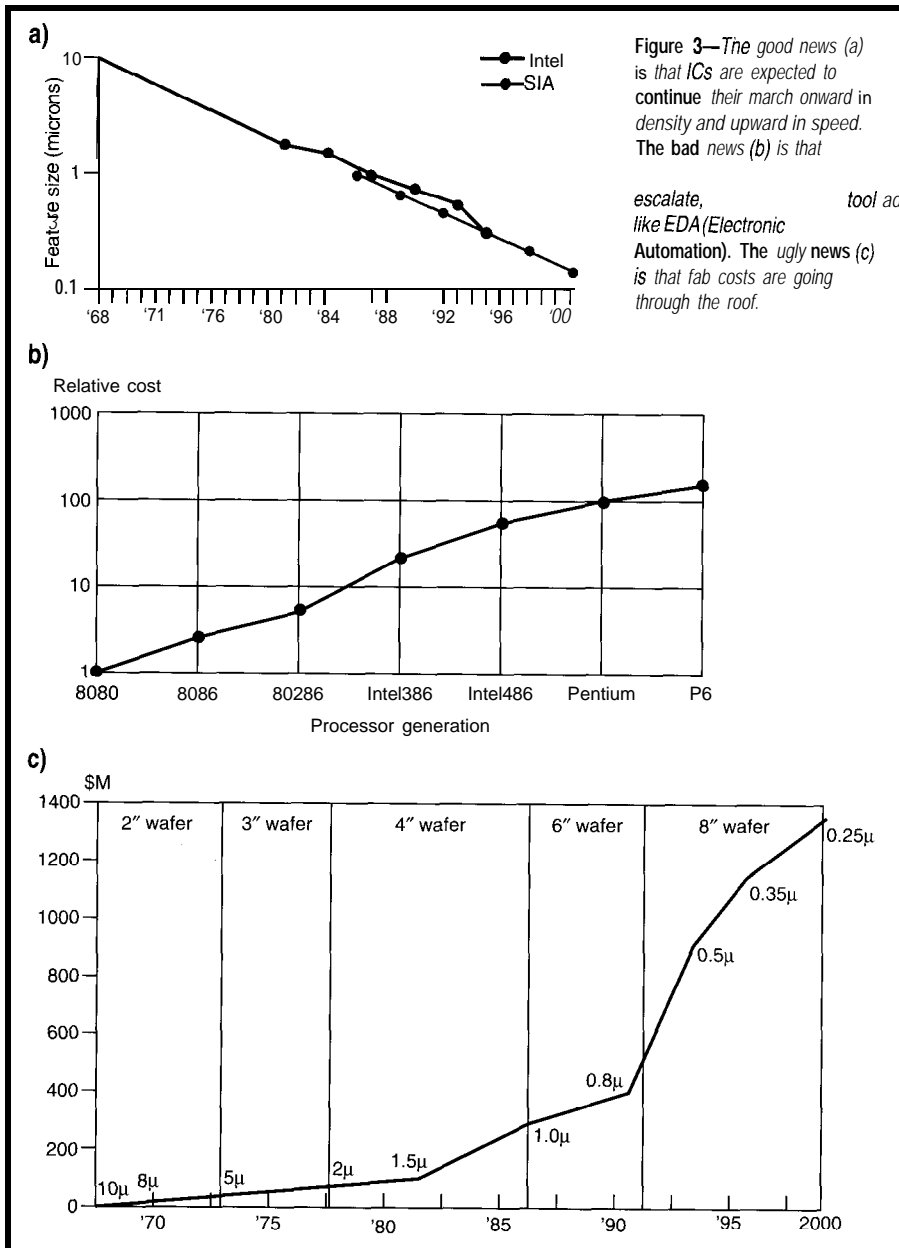 a)
10
1
0.1
Feature size (microns)
Intel
SIA
'68 '71 '76 '80 '84 '88 '92 '96 '00
Figure 3—The good news (a)
is that ICs are expected to
continue their march onward in
density and upward in speed.
The bad news (b) is that
escalate, tool ad
like EDA (Electronic
Automation). The ugly news (c)
is that fab costs are going
through the roof.
b)
Relative cost
1000
100
10
1
8080 8086 80286 Intel386 Intel486 Pentium P6
Processor generation
c)
$M
1400
1200
1000
800
600
400
200
0
2″ wafer 3″ wafer 4″ wafer 6″ wafer 8″ wafer
10μ 8μ 5μ 2μ 1.5μ 1.0μ 0.8μ 0.5μ 0.35μ 0.25μ
'70 '75 '80 '85 '90 '95 2000